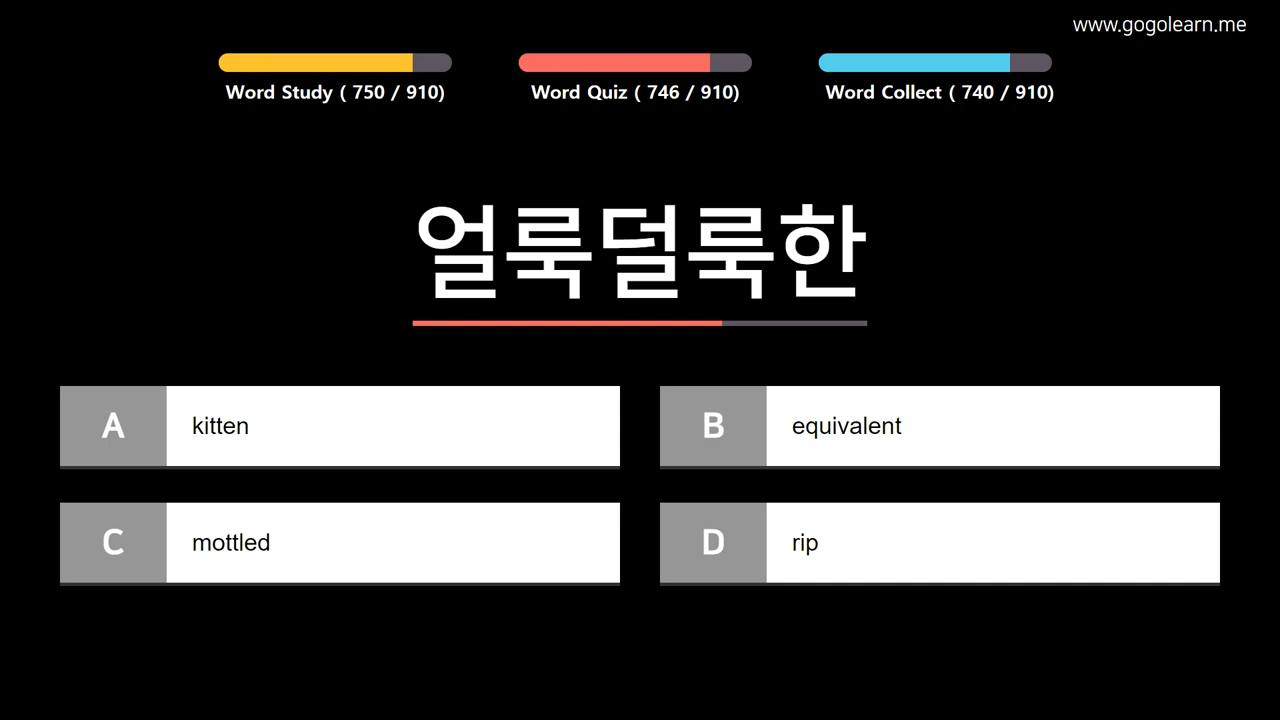 www.gogolearn.me
Word Study ( 750 / 910)
Word Quiz ( 746 / 910)
Word Collect ( 740 / 910)
얼룩덜룩한
A kitten
B equivalent
C mottled
D rip